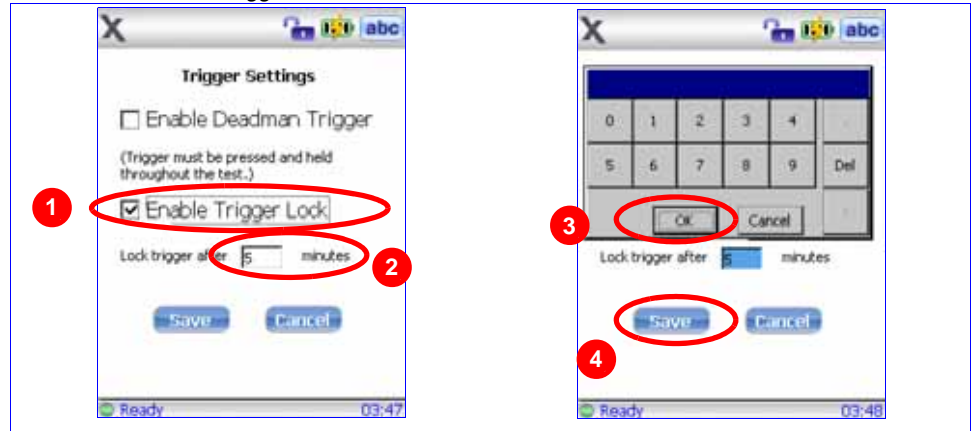 abc
Trigger Settings
Enable Deadman Trigger
(Trigger must be pressed and held
throughout the test.)
1
Enable Trigger Lock
Lock trigger after 5 minutes
2
Save Cancel
Ready 03:47
abc
0 1 2 3 4
5 6 7 8 9 Del
3
OK Cancel
Lock trigger after 5 minutes
Save Cancel
4
Ready 03:48